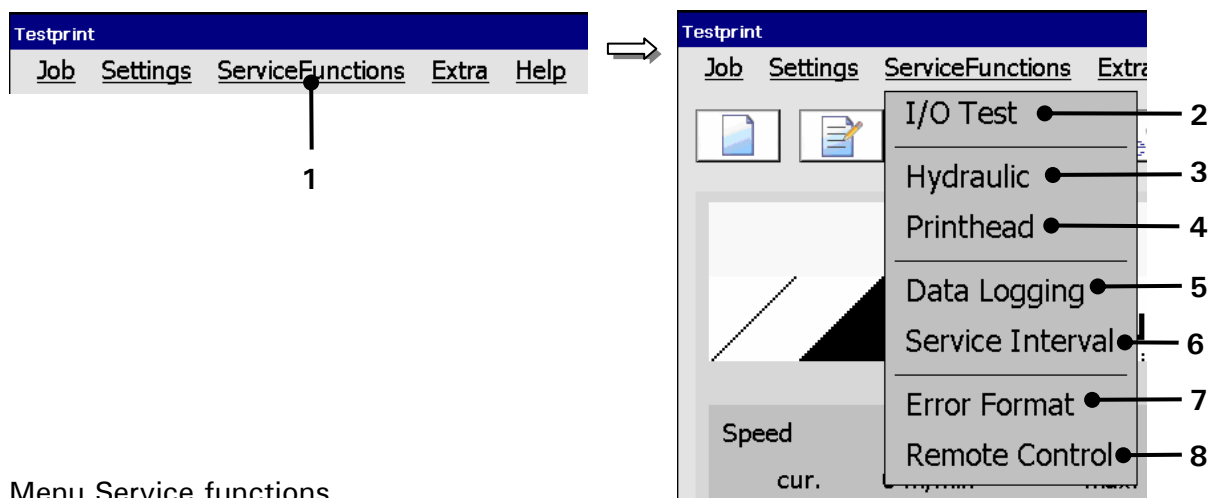 Testprint
Job Settings ServiceFunctions Extra Help
1
Testprint
Job Settings ServiceFunctions Extra
I/O Test 2
Hydraulic 3
Printhead 4
Data Logging 5
Service Interval 6
Error Format 7
Speed
Remote Control 8
cur.
Menu Service functions